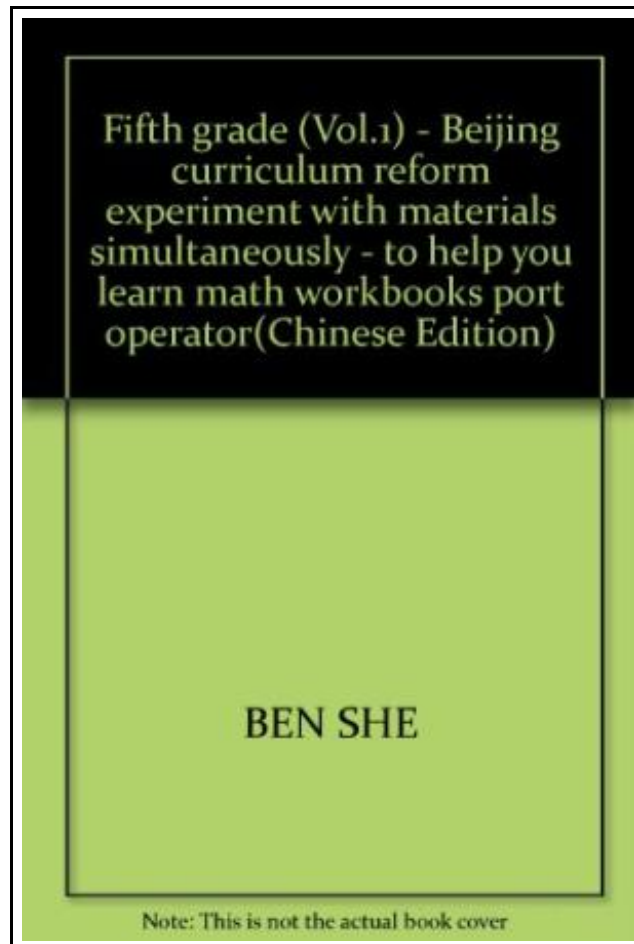 Fifth grade (Vol.1) - Beijing
curriculum reform
experiment with materials
simultaneously - to help you
learn math workbooks port
operator(Chinese Edition)
BEN SHE
Note: This is not the actual book cover